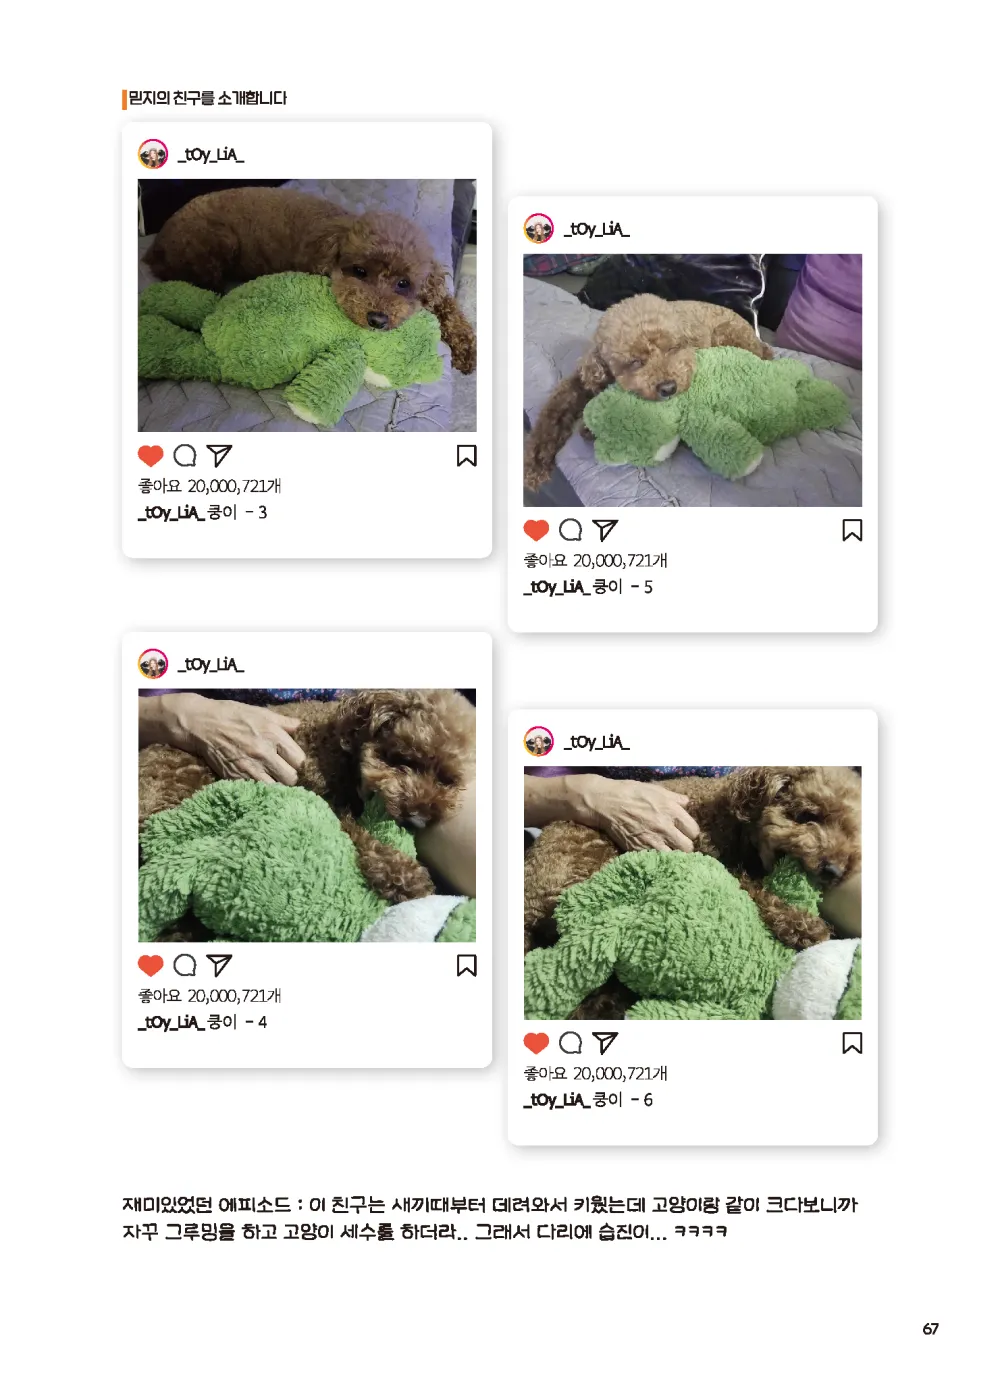 믿지의 친구를 소개합니다
_tOy_LiA_
좋아요 20,000,721개
_tOy_LiA_ 쿵이 - 3
_tOy_LiA_
좋아요 20,000,721개
_tOy_LiA_ 쿵이 - 5
_tOy_LiA_
좋아요 20,000,721개
_tOy_LiA_ 쿵이 - 4
_tOy_LiA_
좋아요 20,000,721개
_tOy_LiA_ 쿵이 - 6
재미있었던 에피소드 : 이 친구는 새끼때부터 데려와서 키웠는데 고양이랑 같이 크다보니까
자꾸 그루밍을 하고 고양이 세수를 하더라.. 그래서 다리에 습진이... ㅋㅋㅋㅋ
67